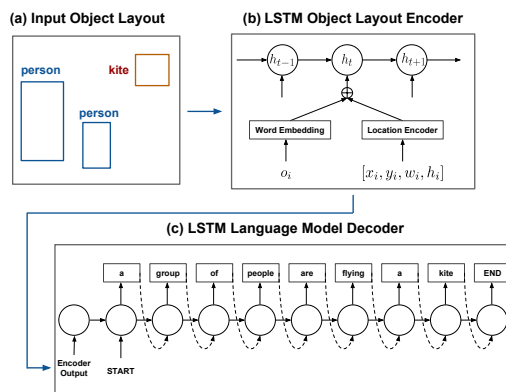 (a) Input Object Layout
person
kite
person
(b) LSTM Object Layout Encoder
h_{t-1} h_t h_{t+1}
Word Embedding Location Encoder
o_i [x_i, y_i, w_i, h_i]
(c) LSTM Language Model Decoder
a group of people are flying a kite END
Encoder
Output
START